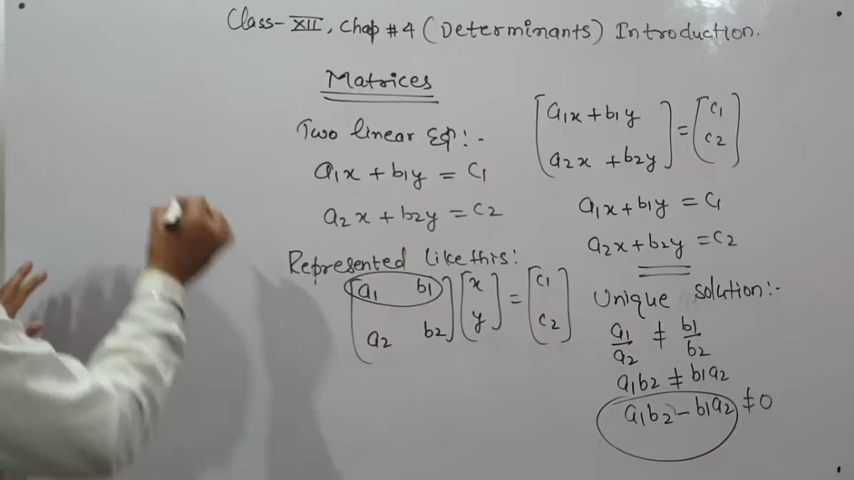 Class-XII, Chap #4 (Determinants) Introduction.
Matrices
Two linear Eqn:-
a₁x + b₁y = c₁
a₂x + b₂y = c₂
Represented like this:
[a₁ b₁] [x] = [c₁]
[a₂ b₂] [y] [c₂]
[a₁x + b₁y] = [c₁]
[a₂x + b₂y] [c₂]
a₁x + b₁y = c₁
a₂x + b₂y = c₂
Unique solution:-
a₁/a₂ ≠ b₁/b₂
a₁b₂ ≠ b₁a₂
a₁b₂ - b₁a₂ ≠ 0